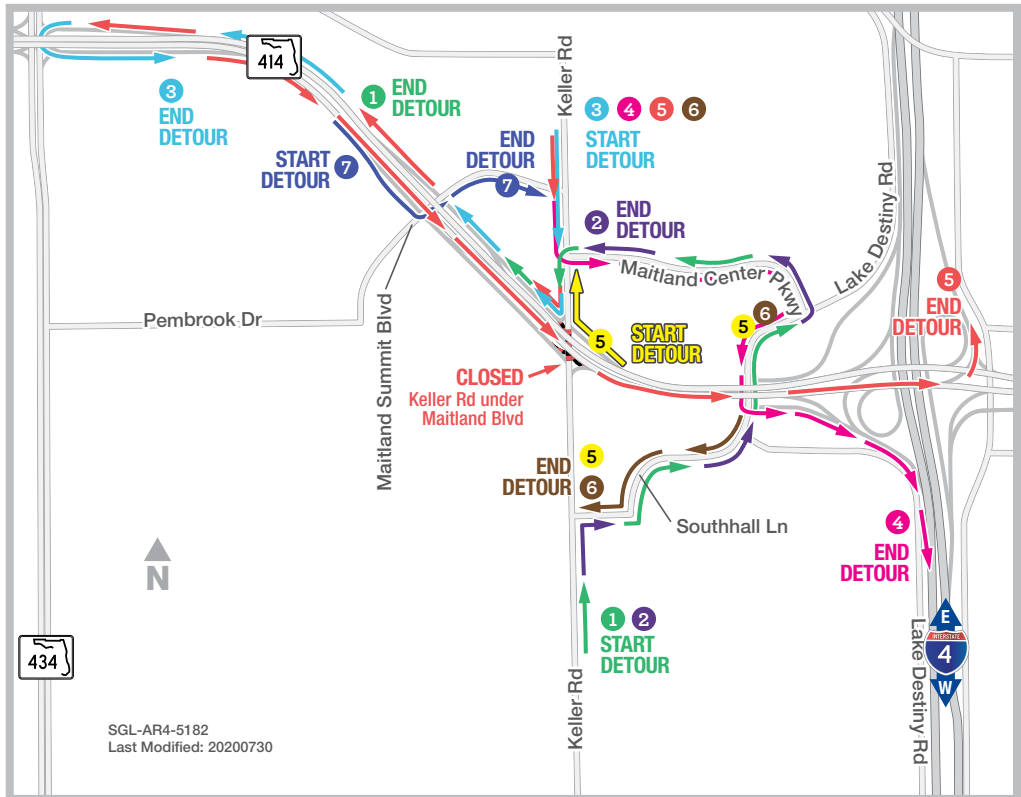 414
3
END
DETOUR
1 END
DETOUR
START
DETOUR 7
END
DETOUR
7
Keller Rd
3 4 5 6
START
DETOUR
2 END
DETOUR
Maitland Center Pkwy
Lake Destiny Rd
5
END
DETOUR
5 6
5 START
DETOUR
Pembrook Dr
Maitland Summit Blvd
CLOSED
Keller Rd under
Maitland Blvd
END
DETOUR
5
6
Southhall Ln
4
END
DETOUR
N
1 2
START
DETOUR
E
INTERSTATE
4
W
434
Keller Rd
Lake Destiny Rd
SGL-AR4-5182
Last Modified: 20200730